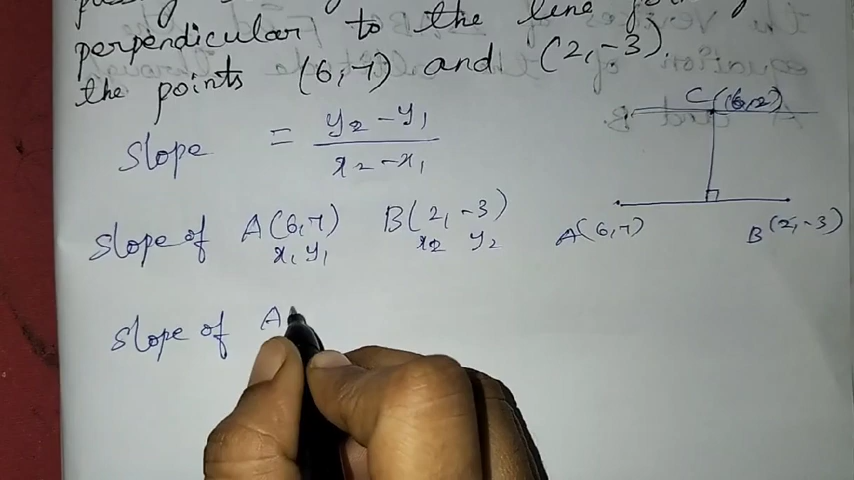 perpendicular to the line
the points (6,7) and (2,-3).
Slope = y2 - y1 / x2 - x1
C (6,2)
Slope of A(6,7) B(2,-3)
x1 y1 x2 y2
A(6,7) B(2,-3)
Slope of A